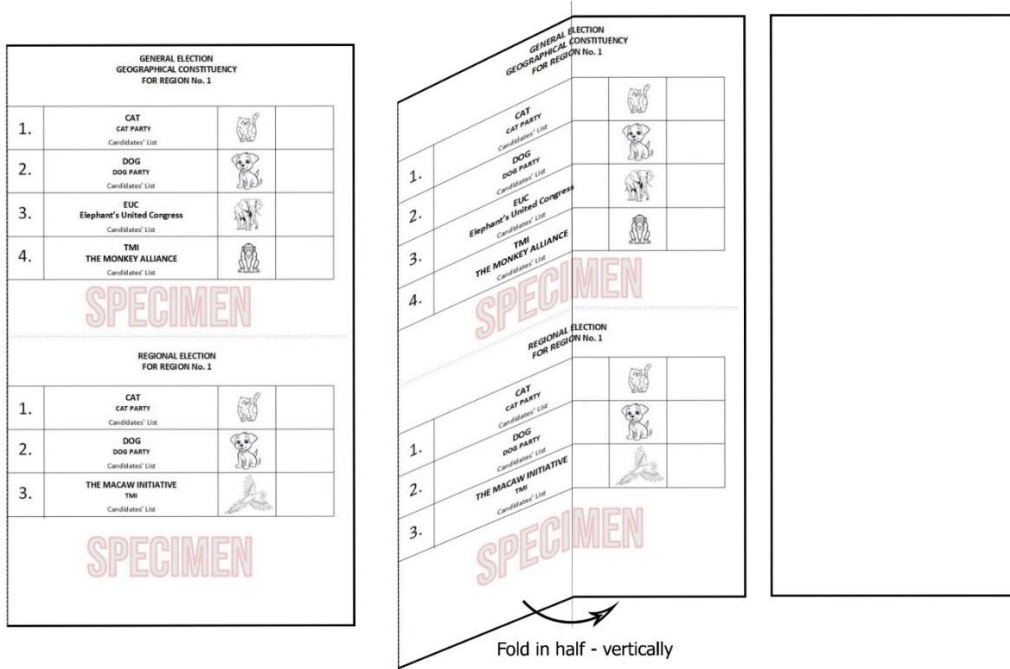 GENERAL ELECTION
GEOGRAPHICAL CONSTITUENCY
FOR REGION No. 1
1.
CAT
CAT PARTY
Candidates' List
2.
DOG
DOG PARTY
Candidates' List
3.
EUC
Elephant's United Congress
Candidates' List
4.
TMI
THE MONKEY ALLIANCE
Candidates' List
SPECIMEN
REGIONAL ELECTION
FOR REGION No. 1
1.
CAT
CAT PARTY
Candidates' List
2.
DOG
DOG PARTY
Candidates' List
3.
THE MACAW INITIATIVE
TMI
Candidates' List
SPECIMEN
GENERAL ELECTION
GEOGRAPHICAL CONSTITUENCY
FOR REGION No. 1
1.
CAT
CAT PARTY
Candidates' List
2.
DOG
DOG PARTY
Candidates' List
3.
EUC
Elephant's United Congress
Candidates' List
4.
TMI
THE MONKEY ALLIANCE
Candidates' List
SPECIMEN
REGIONAL ELECTION
FOR REGION No. 1
1.
CAT
CAT PARTY
Candidates' List
2.
DOG
DOG PARTY
Candidates' List
3.
THE MACAW INITIATIVE
TMI
Candidates' List
SPECIMEN
Fold in half - vertically